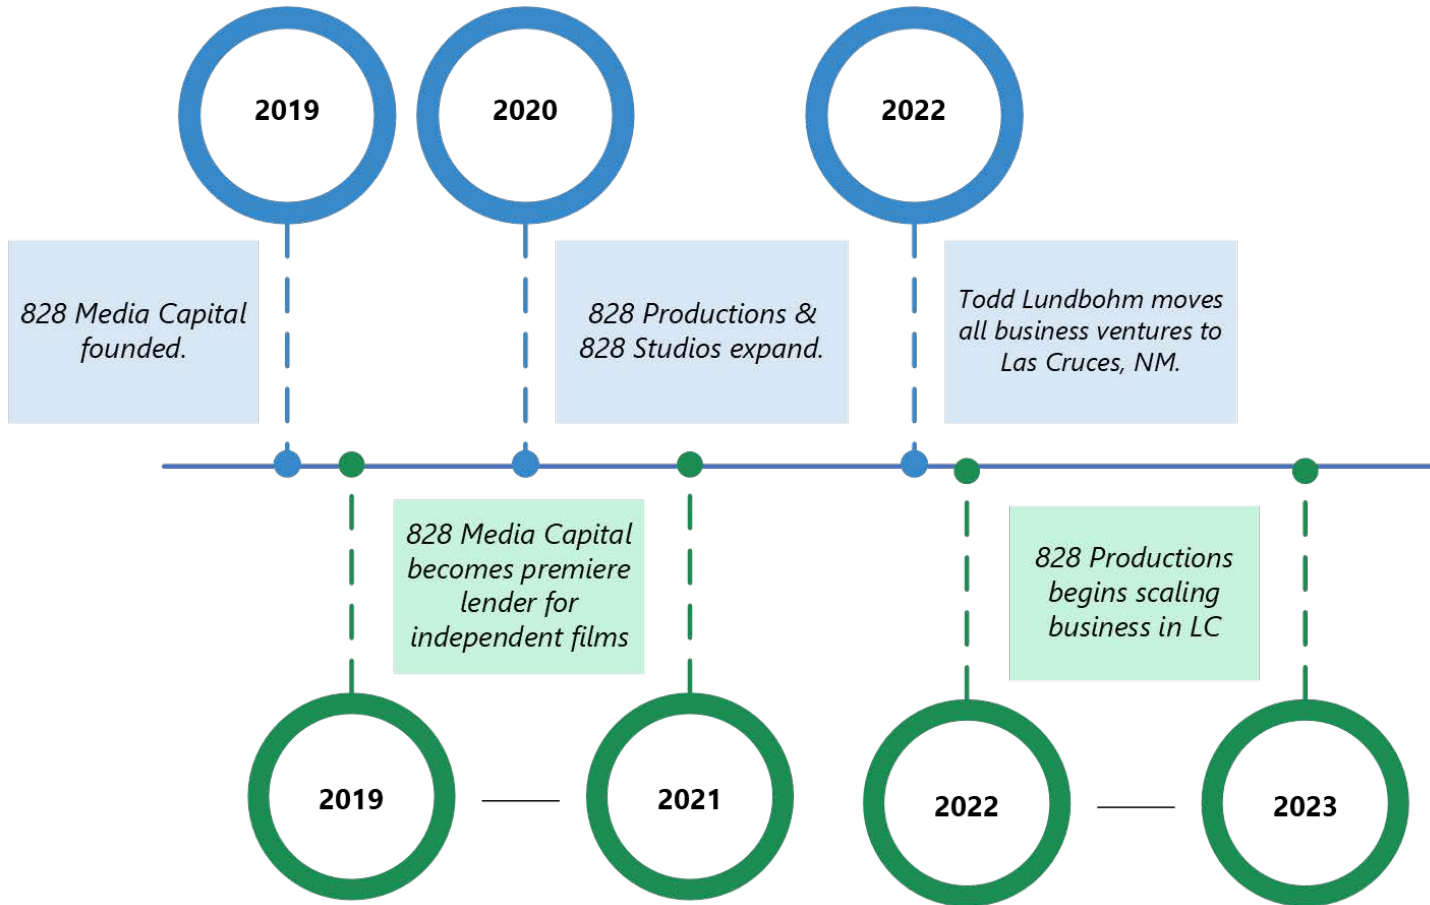 2019
2020
2022
828 Media Capital
founded.
828 Productions &
828 Studios expand.
Todd Lundbohm moves
all business ventures to
Las Cruces, NM.
828 Media Capital
becomes premiere
lender for
independent films
828 Productions
begins scaling
business in LC
2019
2021
2022
2023